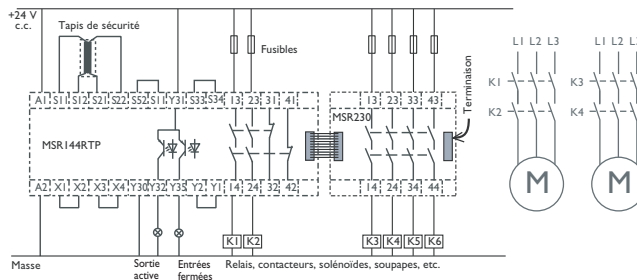 +24 V
c.c.
Tapis de sécurité
Fusibles
Terminaison
L1 L2 L3
L1 L2 L3
K1
K2
K3
K4
A1 S11 S12 S21 S22 S52 S11 Y31 S33 S34 13 23 31 41
13 23 33 43
MSR144RTP
MSR230
M
M
A2 X1 X2 X3 X4 Y30 Y32 Y35 Y2 Y1 14 24 32 42
14 24 34 44
K1 K2
K3 K4 K5 K6
Masse
Sortie
active
Entrées
fermées
Relais, contacteurs, solénoïdes, soupapes, etc.